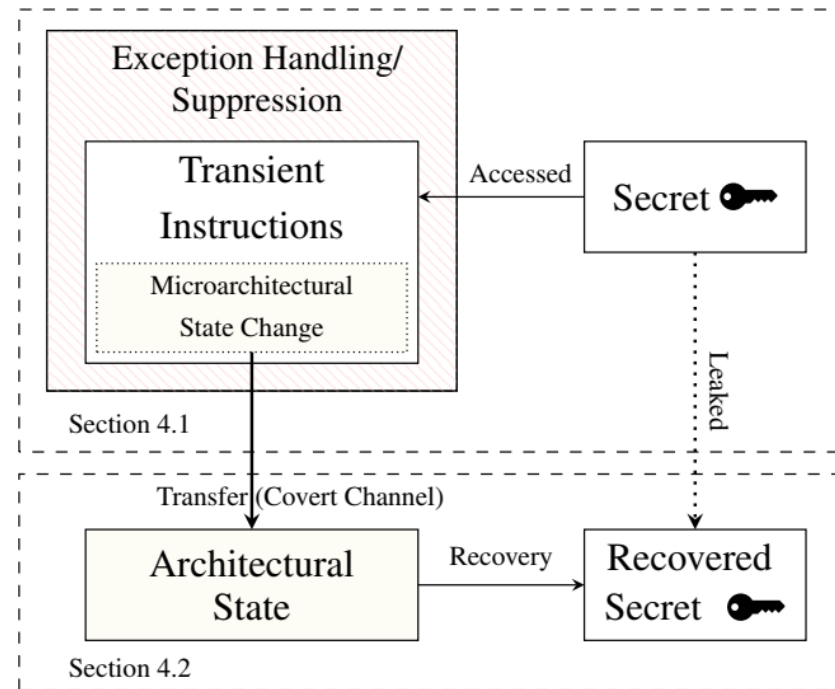 Exception Handling/
Suppression
Transient
Instructions
Microarchitectural
State Change
Accessed
Secret
Leaked
Section 4.1
Transfer (Covert Channel)
Architectural
State
Recovery
Recovered
Secret
Section 4.2